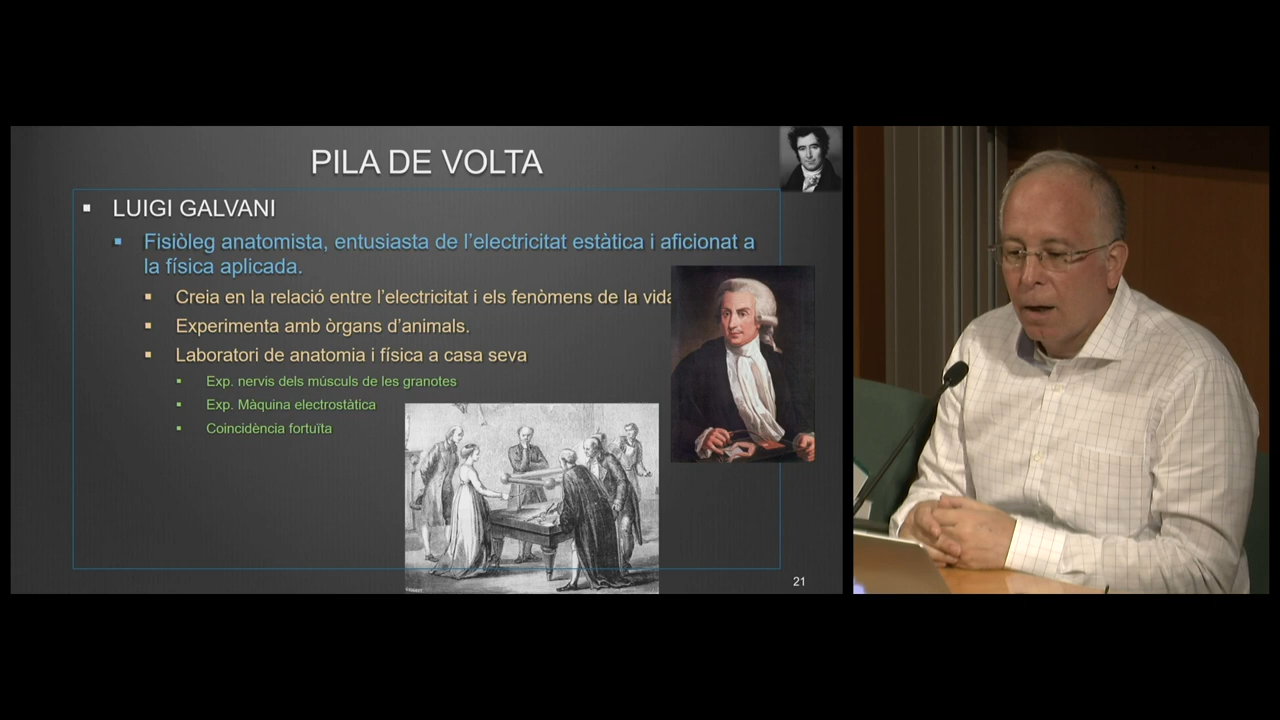 PILA DE VOLTA
LUIGI GALVANI
Fisiòleg anatomista, entusiasta de l’electricitat estàtica i aficionat a
la física aplicada.
Creia en la relació entre l’electricitat i els fenòmens de la vida
Experimenta amb òrgans d’animals.
Laboratori de anatomia i física a casa seva
Exp. nervis dels músculs de les granotes
Exp. Màquina electrostàtica
Coincidència fortuïta
21